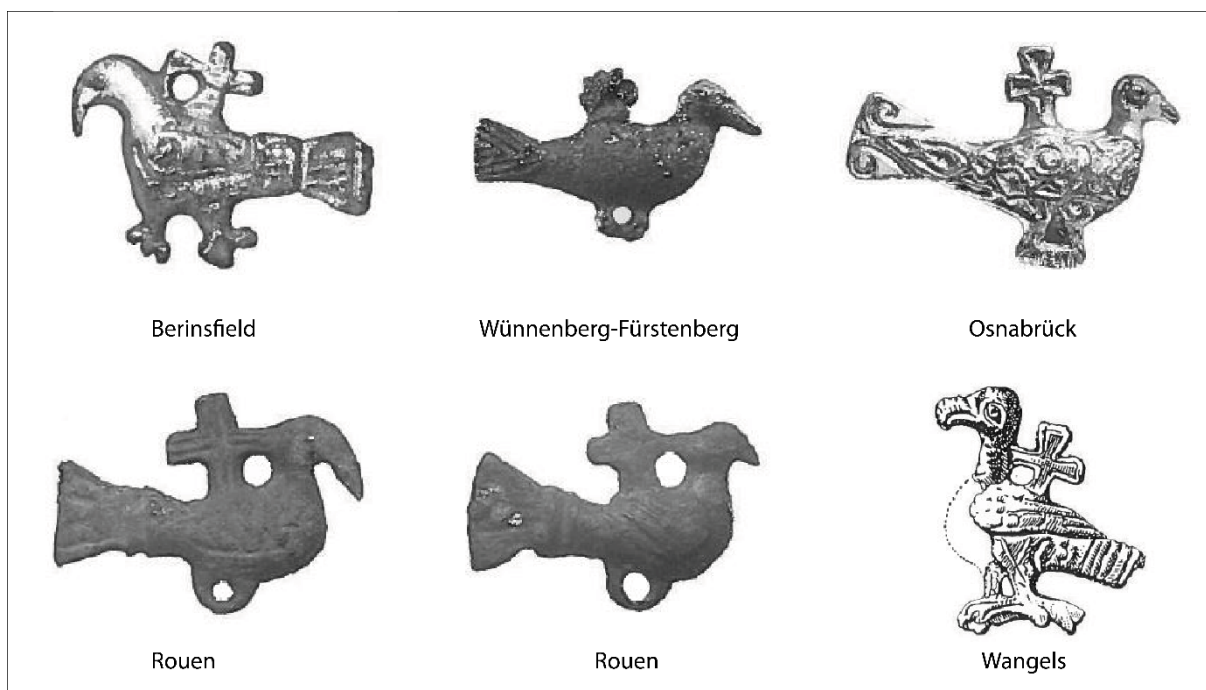 Berinsfield
Wünnenberg-Fürstenberg
Osnabrück
Rouen
Rouen
Wangels